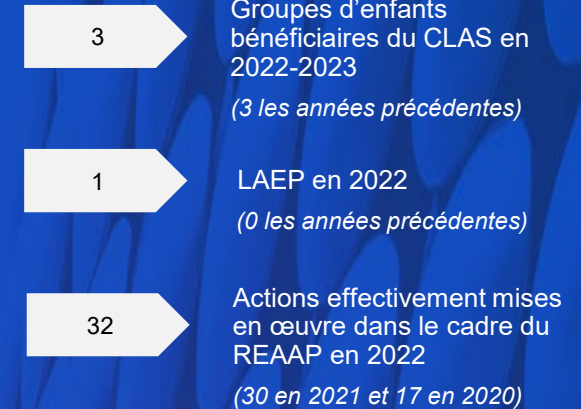 3
Groupes d’enfants
bénéficiaires du CLAS en
2022-2023
(3 les années précédentes)
1
LAEP en 2022
(0 les années précédentes)
32
Actions effectivement mises
en œuvre dans le cadre du
REAAP en 2022
(30 en 2021 et 17 en 2020)